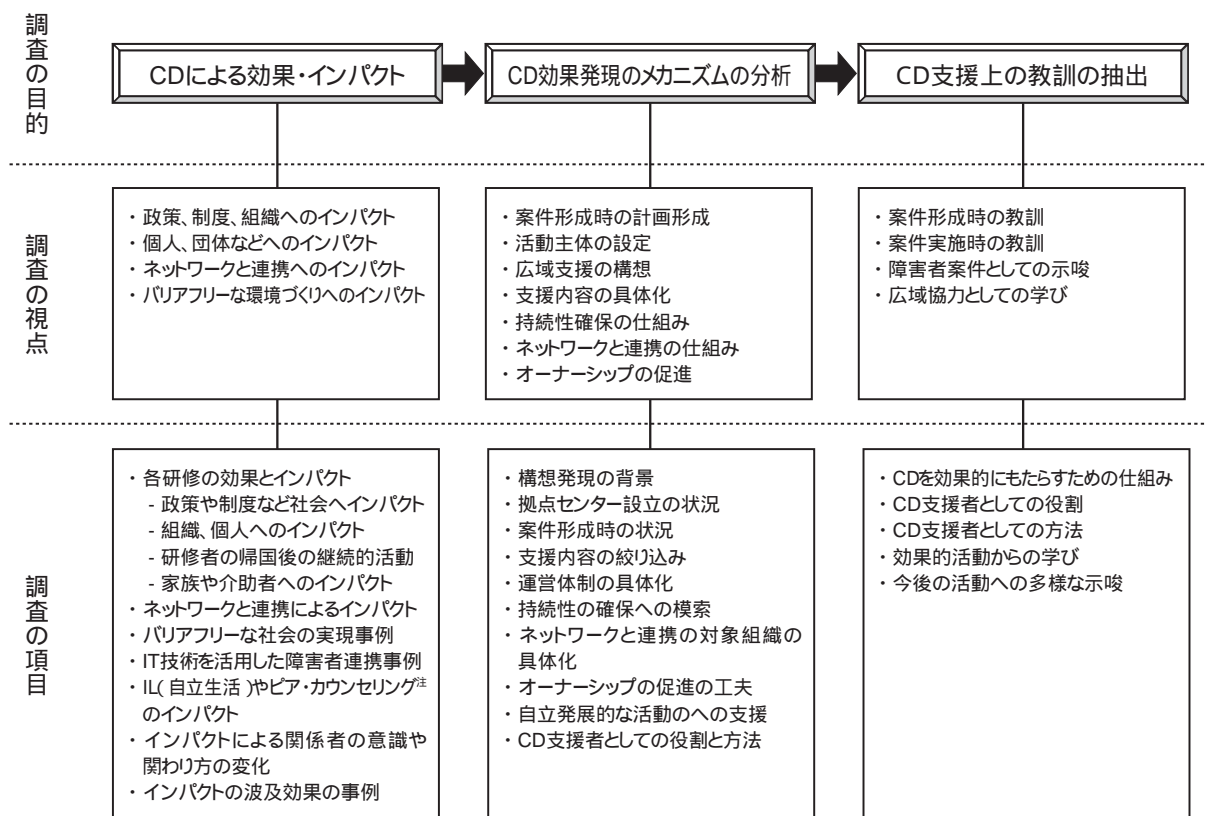 調査の目的
CDによる効果・インパクト
CD効果発現のメカニズムの分析
CD支援上の教訓の抽出
調査の視点
・政策、制度、組織へのインパクト
・個人、団体などへのインパクト
・ネットワークと連携へのインパクト
・バリアフリーな環境づくりへのインパクト
・案件形成時の計画形成
・活動主体の設定
・広域支援の構想
・支援内容の具体化
・持続性確保の仕組み
・ネットワークと連携の仕組み
・オーナーシップの促進
・案件形成時の教訓
・案件実施時の教訓
・障害者案件としての示唆
・広域協力としての学び
調査の項目
・各研修の効果とインパクト
- 政策や制度など社会へインパクト
- 組織、個人へのインパクト
- 研修者の帰国後の継続的活動
- 家族や介助者へのインパクト
・ネットワークと連携によるインパクト
・バリアフリーな社会の実現事例
・IT技術を活用した障害者連携事例
・IL(自立生活)やピア・カウンセリング注
のインパクト
・インパクトによる関係者の意識や
関わり方の変化
・インパクトの波及効果の事例
・構想発現の背景
・拠点センター設立の状況
・案件形成時の状況
・支援内容の絞り込み
・運営体制の具体化
・持続性の確保への模索
・ネットワークと連携の対象組織の
具体化
・オーナーシップの促進の工夫
・自立発展的な活動のへの支援
・CD支援者としての役割と方法
・CDを効果的にもたらすための仕組み
・CD支援者としての役割
・CD支援者としての方法
・効果的活動からの学び
・今後の活動への多様な示唆